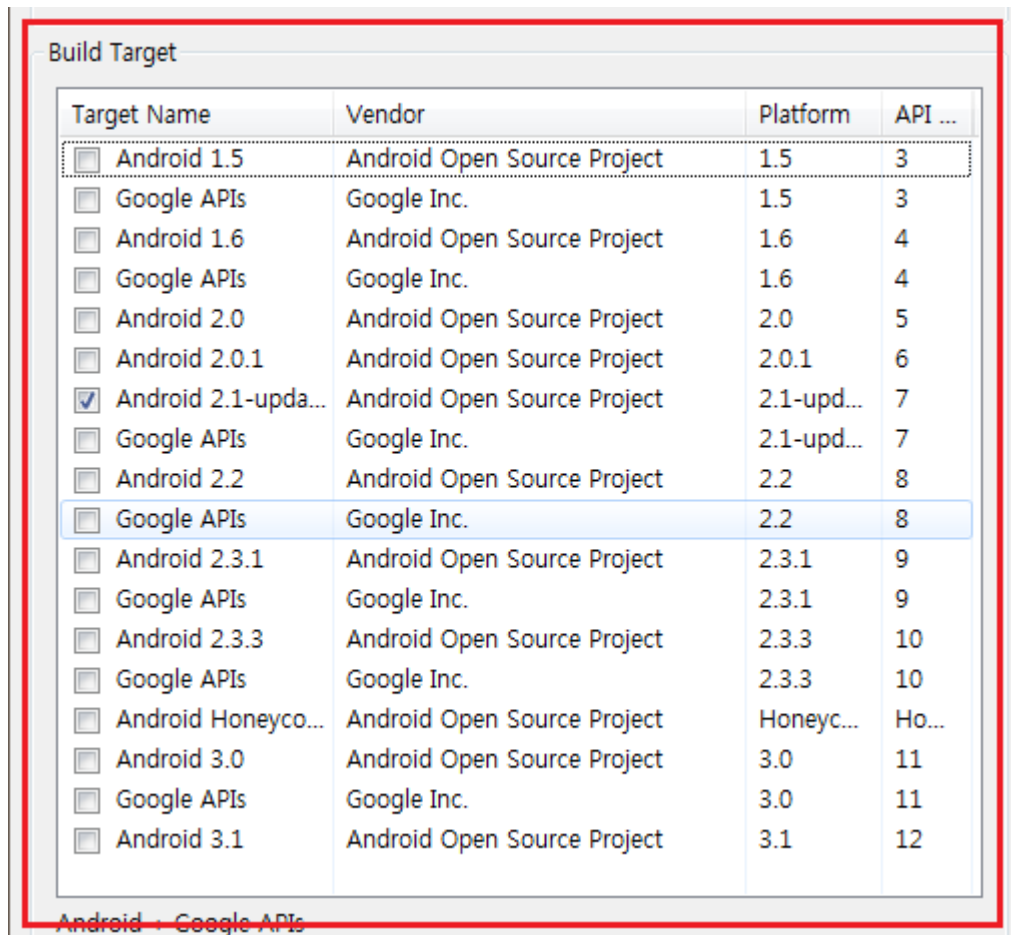 Build Target
Target Name Vendor Platform API ...
Android 1.5 Android Open Source Project 1.5 3
Google APIs Google Inc. 1.5 3
Android 1.6 Android Open Source Project 1.6 4
Google APIs Google Inc. 1.6 4
Android 2.0 Android Open Source Project 2.0 5
Android 2.0.1 Android Open Source Project 2.0.1 6
Android 2.1-upda... Android Open Source Project 2.1-upd... 7
Google APIs Google Inc. 2.1-upd... 7
Android 2.2 Android Open Source Project 2.2 8
Google APIs Google Inc. 2.2 8
Android 2.3.1 Android Open Source Project 2.3.1 9
Google APIs Google Inc. 2.3.1 9
Android 2.3.3 Android Open Source Project 2.3.3 10
Google APIs Google Inc. 2.3.3 10
Android Honeyco... Android Open Source Project Honeyc... Ho...
Android 3.0 Android Open Source Project 3.0 11
Google APIs Google Inc. 3.0 11
Android 3.1 Android Open Source Project 3.1 12
Android + Google APIs